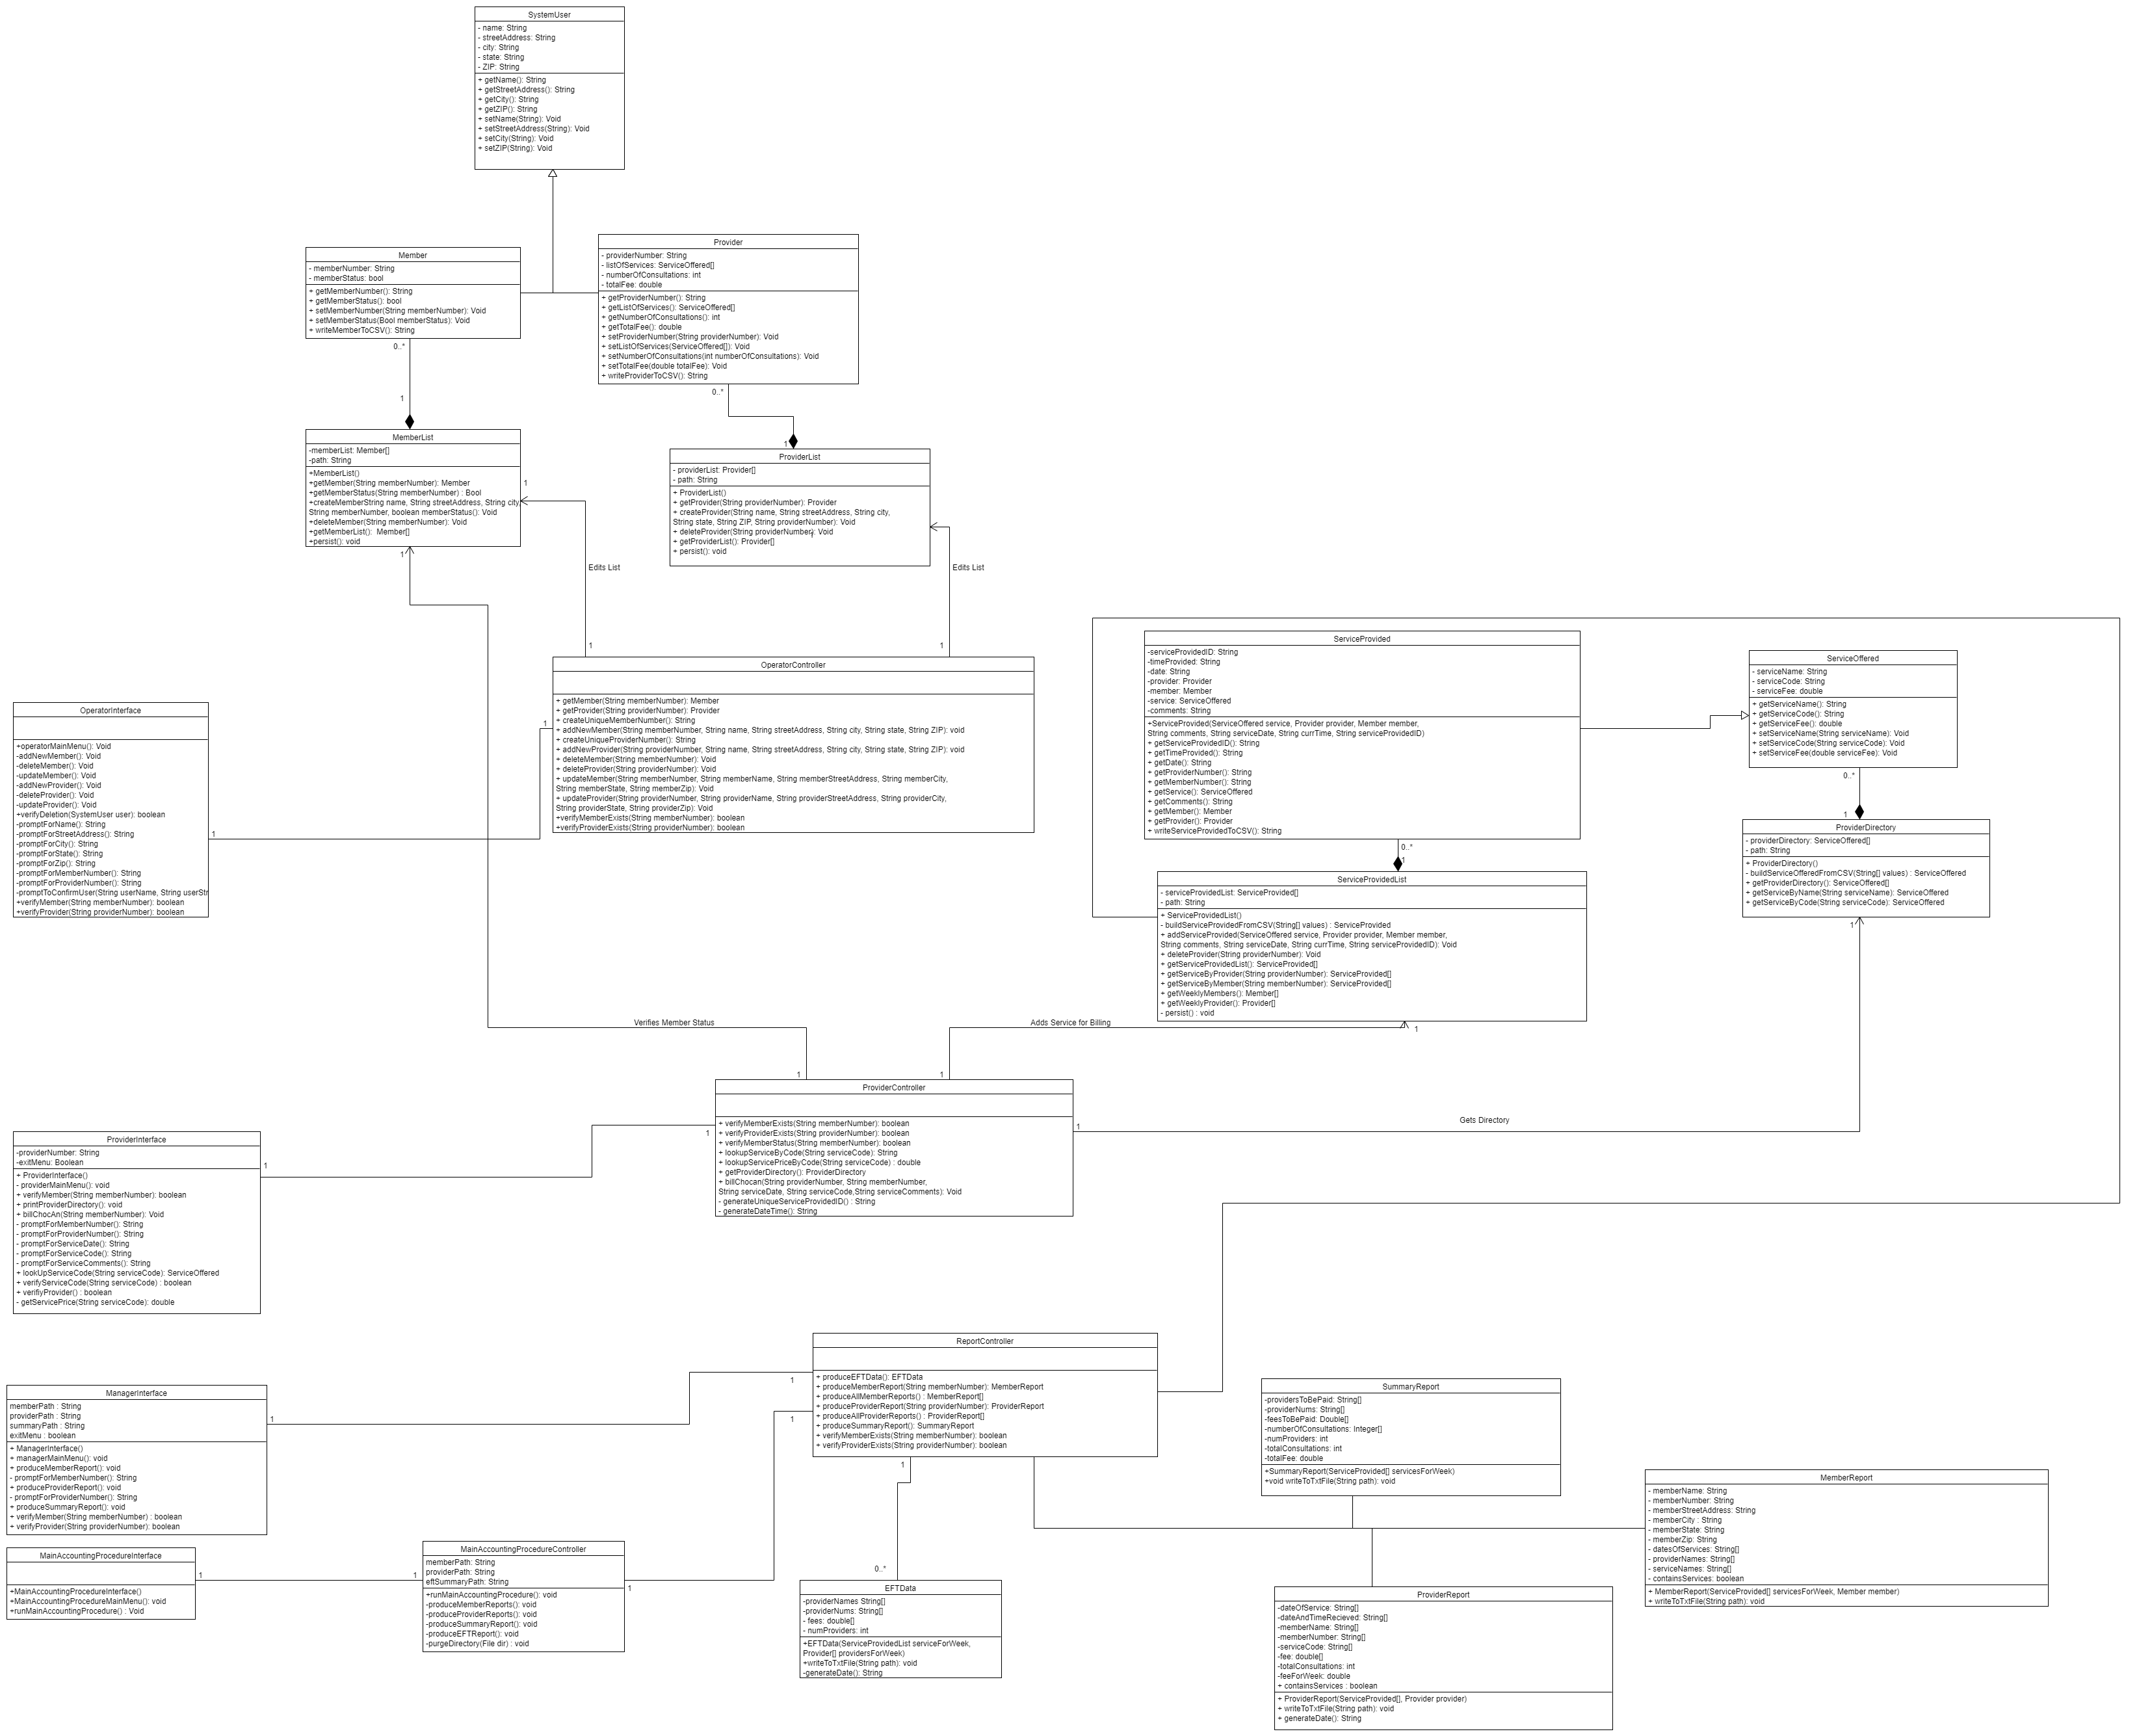 SystemUser
- name: String
- streetAddress: String
- city: String
- state: String
- ZIP: String
+ getName(): String
+ getStreetAddress(): String
+ getCity(): String
+ getZIP(): String
+ setName(String): Void
+ setStreetAddress(String): Void
+ setCity(String): Void
+ setZIP(String): Void
Member
- memberNumber: String
- memberStatus: bool
+ getMemberNumber(): String
+ getMemberStatus(): bool
+ setMemberNumber(String memberNumber): Void
+ setMemberStatus(Bool memberStatus): Void
+ writeMemberToCSV(): String
0..*
1
Provider
- providerNumber: String
- listOfServices: ServiceOffered[]
- numberOfConsultations: int
- totalFee: double
+ getProviderNumber(): String
+ getListOfServices(): ServiceOffered[]
+ getNumberOfConsultations(): int
+ getTotalFee(): double
+ setProviderNumber(String providerNumber): Void
+ setListOfServices(ServiceOffered[]): Void
+ setNumberOfConsultations(int numberOfConsultations): Void
+ setTotalFee(double totalFee): Void
+ writeProviderToCSV(): String
0..*
1
MemberList
-memberList: Member[]
-path: String
+MemberList()
+getMember(String memberNumber): Member
+getMemberStatus(String memberNumber) : Bool
+createMemberString name, String streetAddress, String city,
String memberNumber, boolean memberStatus(): Void
+deleteMember(String memberNumber): Void
+getMemberList():  Member[]
+persist(): void
1
1
ProviderList
- providerList: Provider[]
- path: String
+ ProviderList()
+ getProvider(String providerNumber): Provider
+ createProvider(String name, String streetAddress, String city,
String state, String ZIP, String providerNumber): Void
+ deleteProvider(String providerNumber): Void
+ getProviderList(): Provider[]
+ persist(): void
Edits List
Edits List
1
1
OperatorController
+ getMember(String memberNumber): Member
+ getProvider(String providerNumber): Provider
+ createUniqueMemberNumber(): String
+ addNewMember(String memberNumber, String name, String streetAddress, String city, String state, String ZIP): void
+ createUniqueProviderNumber(): String
+ addNewProvider(String providerNumber, String name, String streetAddress, String city, String state, String ZIP): void
+ deleteMember(String memberNumber): Void
+ deleteProvider(String providerNumber): Void
+ updateMember(String memberNumber, String memberName, String memberStreetAddress, String memberCity,
String memberState, String memberZip): Void
+ updateProvider(String providerNumber, String providerName, String providerStreetAddress, String providerCity,
String providerState, String providerZip): Void
+verifyMemberExists(String memberNumber): boolean
+verifyProviderExists(String providerNumber): boolean
1
1
OperatorInterface
+operatorMainMenu(): Void
-addNewMember(): Void
-deleteMember(): Void
-updateMember(): Void
-addNewProvider(): Void
-deleteProvider(): Void
-updateProvider(): Void
+verifyDeletion(SystemUser user): boolean
-promptForName(): String
-promptForStreetAddress(): String
-promptForCity(): String
-promptForState(): String
-promptForZip(): String
-promptForMemberNumber(): String
-promptForProviderNumber(): String
-promptToConfirmUser(String userName, String userStr
+verifyMember(String memberNumber): boolean
+verifyProvider(String providerNumber): boolean
ServiceProvided
-serviceProvidedID: String
-timeProvided: String
-date: String
-provider: Provider
-member: Member
-service: ServiceOffered
-comments: String
+ServiceProvided(ServiceOffered service, Provider provider, Member member,
String comments, String serviceDate, String currTime, String serviceProvidedID)
+ getServiceProvidedID(): String
+ getTimeProvided(): String
+ getDate(): String
+ getProviderNumber(): String
+ getMemberNumber(): String
+ getService(): ServiceOffered
+ getComments(): String
+ getMember(): Member
+ getProvider(): Provider
+ writeServiceProvidedToCSV(): String
0..*
1
ServiceOffered
- serviceName: String
- serviceCode: String
- serviceFee: double
+ getServiceName(): String
+ getServiceCode(): String
+ getServiceFee(): double
+ setServiceName(String serviceName): Void
+ setServiceCode(String serviceCode): Void
+ setServiceFee(double serviceFee): Void
0..*
1
ProviderDirectory
- providerDirectory: ServiceOffered[]
- path: String
+ ProviderDirectory()
- buildServiceOfferedFromCSV(String[] values) : ServiceOffered
+ getProviderDirectory(): ServiceOffered[]
+ getServiceByName(String serviceName): ServiceOffered
+ getServiceByCode(String serviceCode): ServiceOffered
1
ServiceProvidedList
- serviceProvidedList: ServiceProvided[]
- path: String
+ ServiceProvidedList()
- buildServiceProvidedFromCSV(String[] values) : ServiceProvided
+ addServiceProvided(ServiceOffered service, Provider provider, Member member,
String comments, String serviceDate, String currTime, String serviceProvidedID): Void
+ deleteProvider(String providerNumber): Void
+ getServiceProvidedList(): ServiceProvided[]
+ getServiceByProvider(String providerNumber): ServiceProvided[]
+ getServiceByMember(String memberNumber): ServiceProvided[]
+ getWeeklyMembers(): Member[]
+ getWeeklyProvider(): Provider[]
- persist() : void
Verifies Member Status
Adds Service for Billing
1
1
1
ProviderController
+ verifyMemberExists(String memberNumber): boolean
+ verifyProviderExists(String providerNumber): boolean
+ verifyMemberStatus(String memberNumber): boolean
+ lookupServiceByCode(String serviceCode): String
+ lookupServicePriceByCode(String serviceCode) : double
+ getProviderDirectory(): ProviderDirectory
+ billChocan(String providerNumber, String memberNumber,
String serviceDate, String serviceCode,String serviceComments): Void
- generateUniqueServiceProvidedID() : String
- generateDateTime(): String
1
Gets Directory
1
1
ProviderInterface
-providerNumber: String
-exitMenu: Boolean
+ ProviderInterface()
- providerMainMenu(): void
+ verifyMember(String memberNumber): boolean
+ printProviderDirectory(): void
+ billChocAn(String memberNumber): Void
- promptForMemberNumber(): String
- promptForProviderNumber(): String
- promptForServiceDate(): String
- promptForServiceCode(): String
- promptForServiceComments(): String
+ lookUpServiceCode(String serviceCode): ServiceOffered
+ verifyServiceCode(String serviceCode) : boolean
+ verifiyProvider() : boolean
- getServicePrice(String serviceCode): double
ReportController
+ produceEFTData(): EFTData
+ produceMemberReport(String memberNumber): MemberReport
+ produceAllMemberReports() : MemberReport[]
+ produceProviderReport(String providerNumber): ProviderReport
+ produceAllProviderReports() : ProviderReport[]
+ produceSummaryReport(): SummaryReport
+ verifyMemberExists(String memberNumber): boolean
+ verifyProviderExists(String providerNumber): boolean
1
1
1
1
ManagerInterface
memberPath : String
providerPath : String
summaryPath : String
exitMenu : boolean
+ ManagerInterface()
+ managerMainMenu(): void
+ produceMemberReport(): void
- promptForMemberNumber(): String
+ produceProviderReport(): void
- promptForProviderNumber(): String
+ produceSummaryReport(): void
+ verifyMember(String memberNumber) : boolean
+ verifyProvider(String providerNumber): boolean
SummaryReport
-providersToBePaid: String[]
-providerNums: String[]
-feesToBePaid: Double[]
-numberOfConsultations: Integer[]
-numProviders: int
-totalConsultations: int
-totalFee: double
+SummaryReport(ServiceProvided[] servicesForWeek)
+void writeToTxtFile(String path): void
MemberReport
- memberName: String
- memberNumber: String
- memberStreetAddress: String
- memberCity : String
- memberState: String
- memberZip: String
- datesOfServices: String[]
- providerNames: String[]
- serviceNames: String[]
- containsServices: boolean
+ MemberReport(ServiceProvided[] servicesForWeek, Member member)
+ writeToTxtFile(String path): void
MainAccountingProcedureInterface
+MainAccountingProcedureInterface()
+MainAccountingProcedureMainMenu(): void
+runMainAccountingProcedure() : Void
1
1
MainAccountingProcedureController
memberPath: String
providerPath: String
eftSummaryPath: String
+runMainAccountingProcedure(): void
-produceMemberReports(): void
-produceProviderReports(): void
-produceSummaryReport(): void
-produceEFTReport(): void
-purgeDirectory(File dir) : void
1
0..*
EFTData
-providerNames String[]
-providerNums: String[]
- fees: double[]
- numProviders: int
+EFTData(ServiceProvidedList serviceForWeek,
Provider[] providersForWeek)
+writeToTxtFile(String path): void
-generateDate(): String
ProviderReport
-dateOfService: String[]
-dateAndTimeRecieved: String[]
-memberName: String[]
-memberNumber: String[]
-serviceCode: String[]
-fee: double[]
-totalConsultations: int
-feeForWeek: double
+ containsServices : boolean
+ ProviderReport(ServiceProvided[], Provider provider)
+ writeToTxtFile(String path): void
+ generateDate(): String